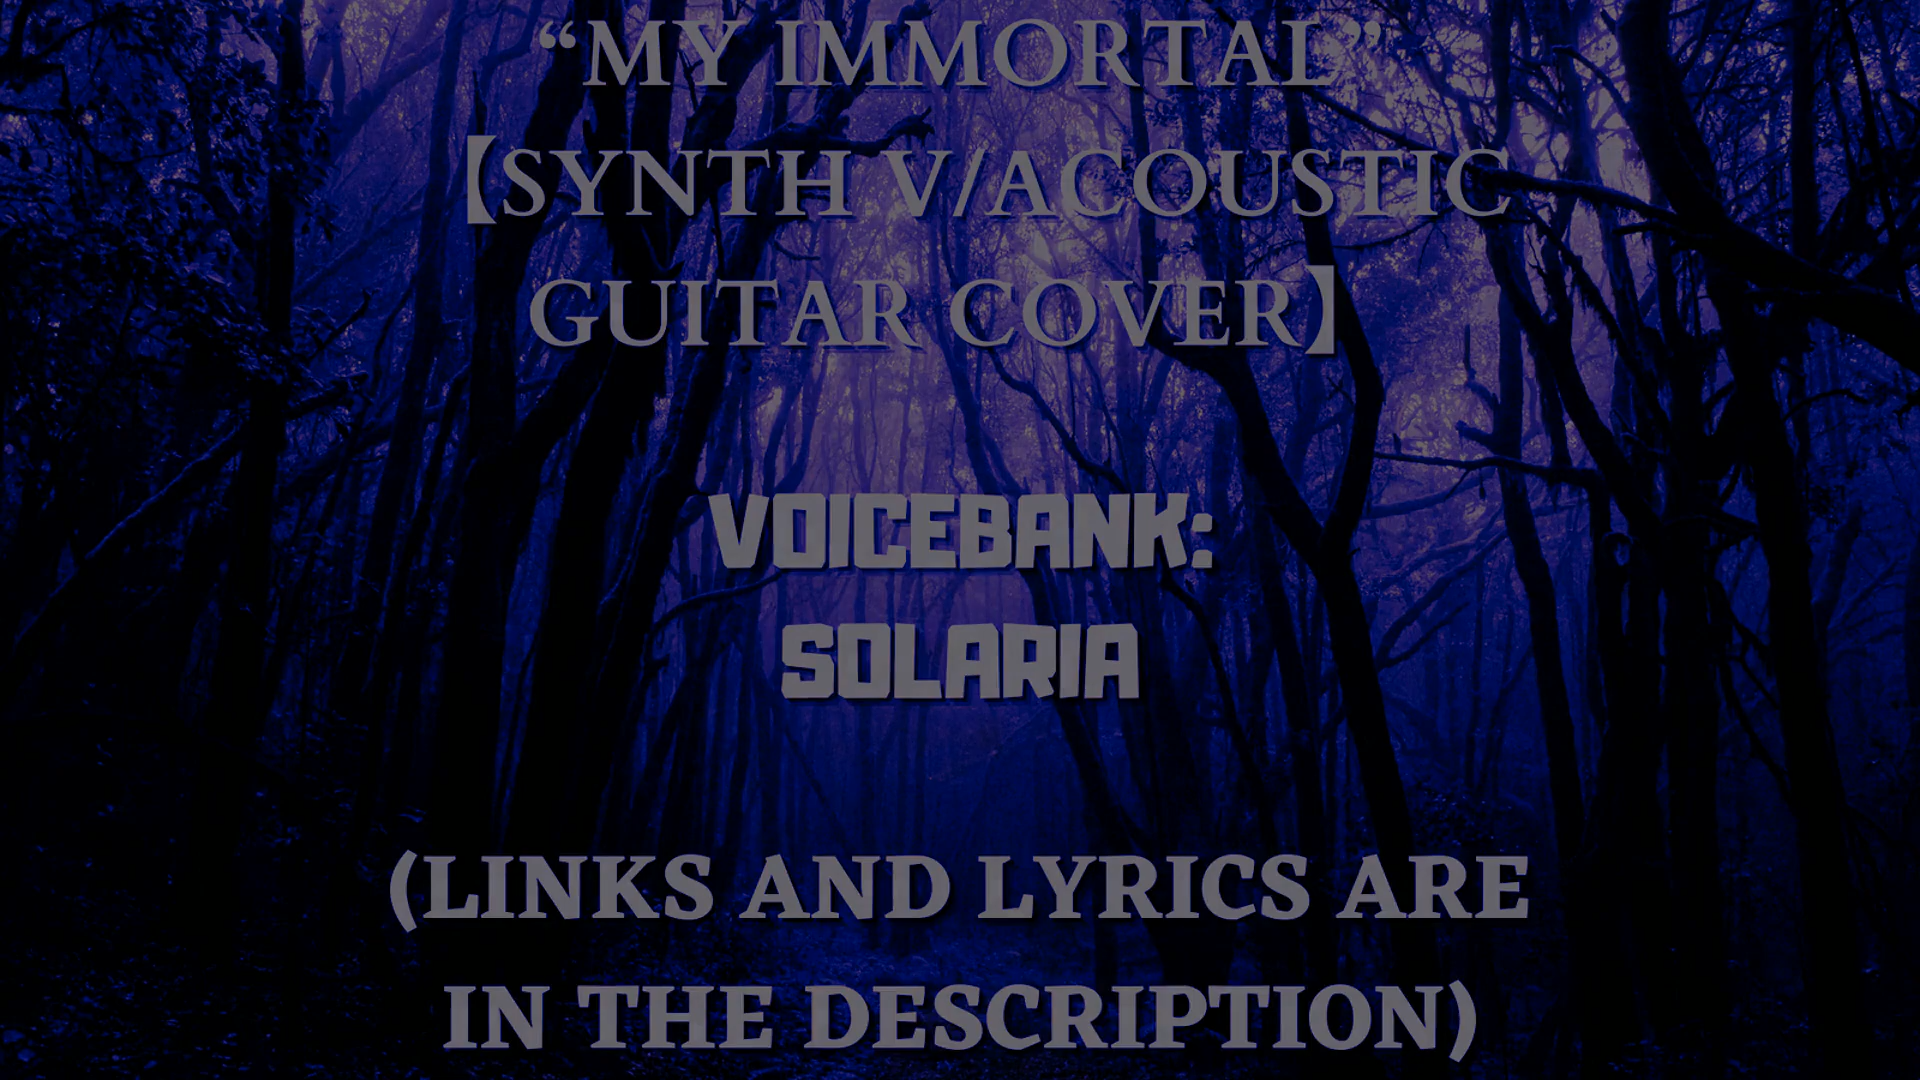 “MY IMMORTAL”
【SYNTH V/ACOUSTIC
GUITAR COVER】
VOICEBANK:
SOLARIA
(LINKS AND LYRICS ARE
IN THE DESCRIPTION)